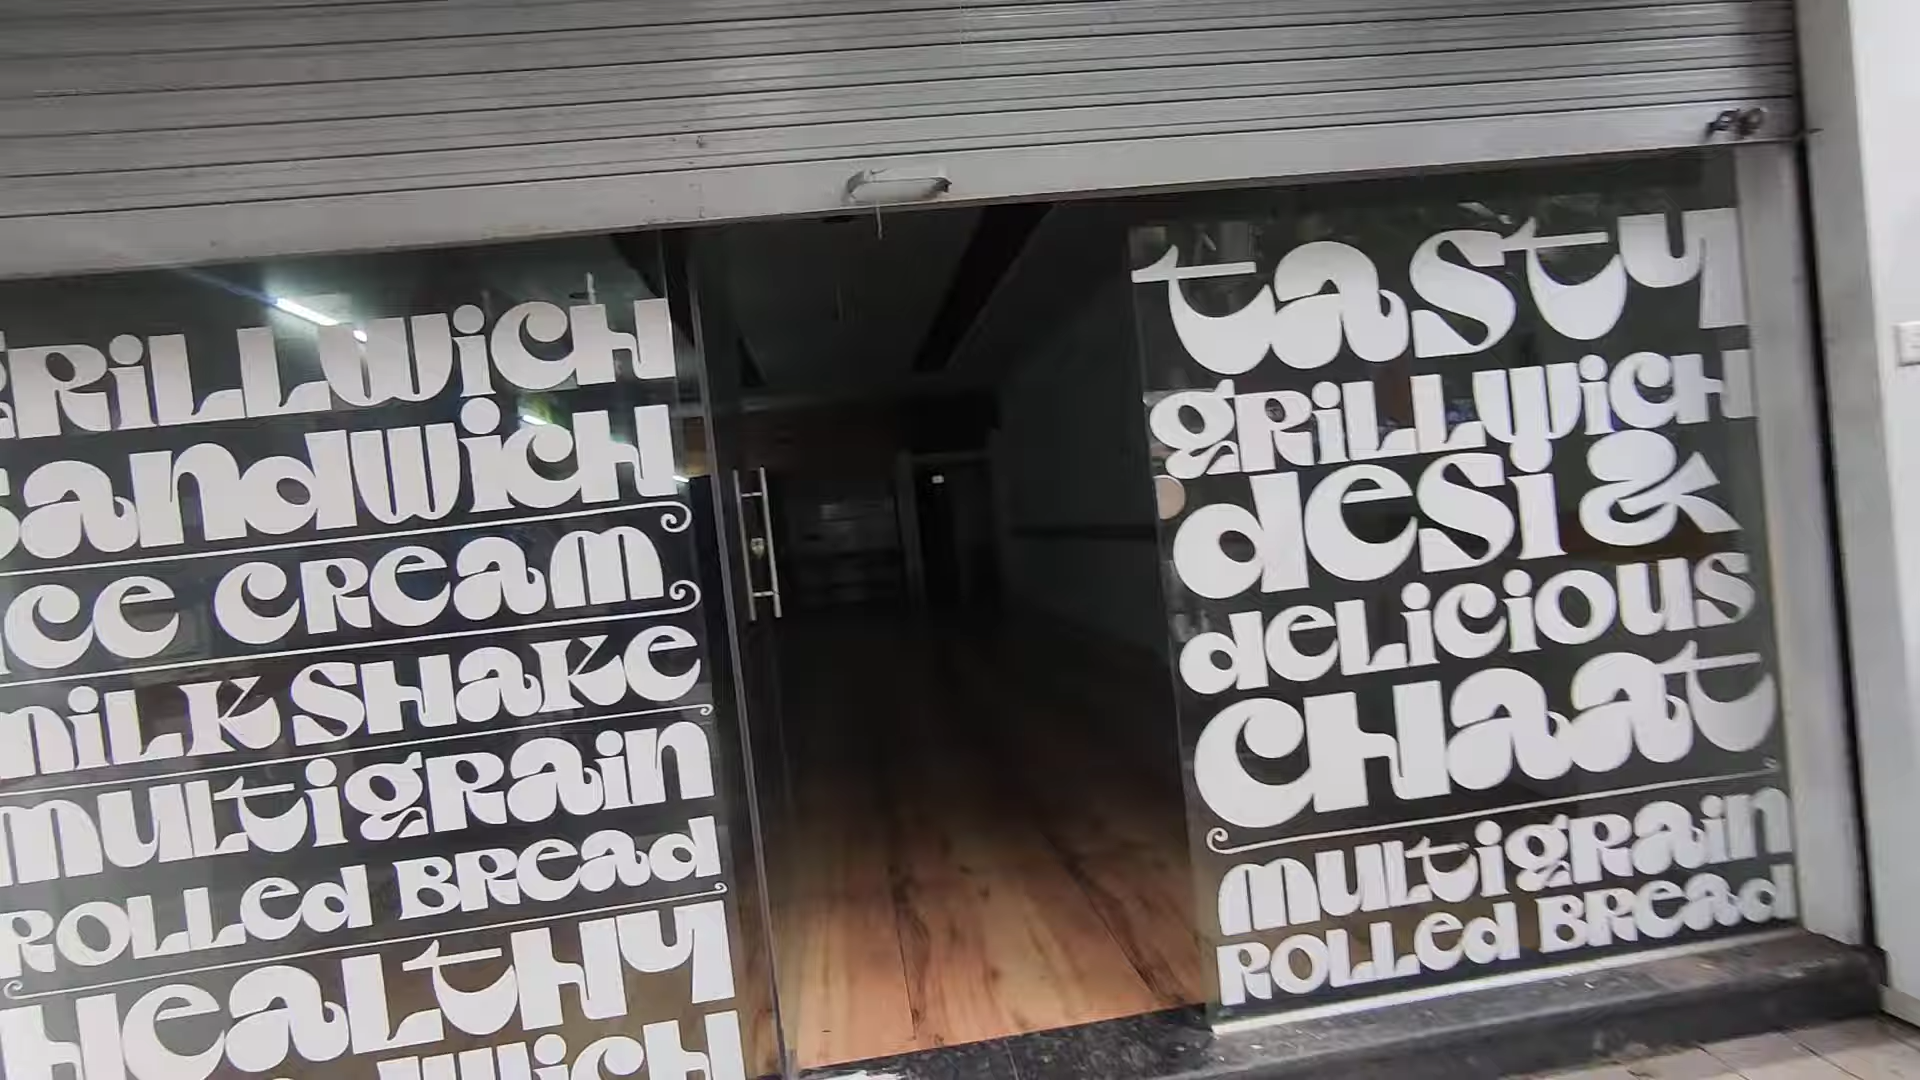 GRILLWICH
SANDWICH
ICE CREAM
MILKSHAKE
MULTIGRAIN
ROLLED BREAD
HEALTHY
tasty
GRILLWICH
desi &
delicious
CHAAT
MULTIGRAIN
ROLLED BREAD